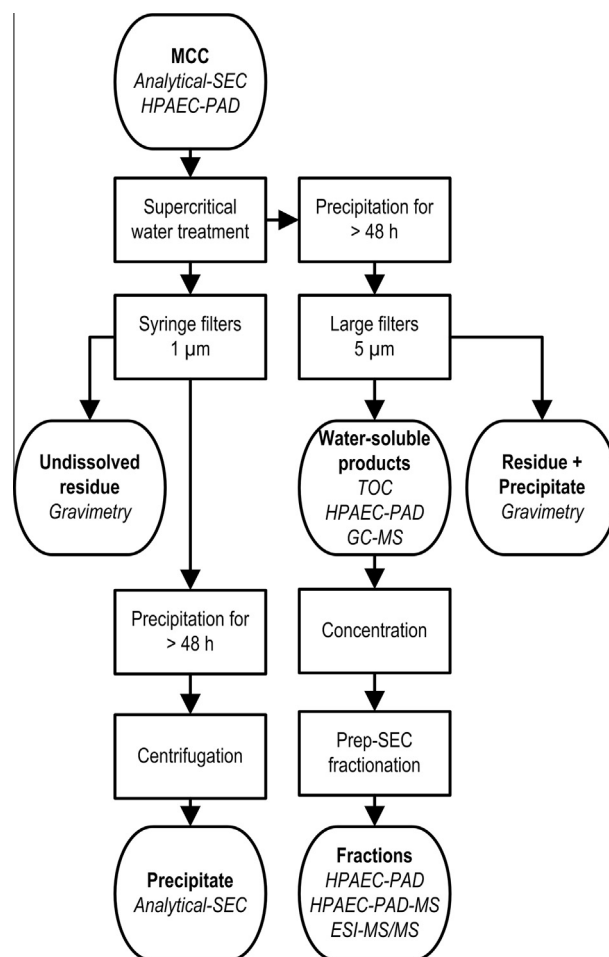 MCC
Analytical-SEC
HPAEC-PAD
Supercritical
water treatment
Precipitation for
> 48 h
Syringe filters
1 µm
Large filters
5 µm
Undissolved
residue
Gravimetry
Water-soluble
products
TOC
HPAEC-PAD
GC-MS
Residue +
Precipitate
Gravimetry
Precipitation for
> 48 h
Concentration
Centrifugation
Prep-SEC
fractionation
Precipitate
Analytical-SEC
Fractions
HPAEC-PAD
HPAEC-PAD-MS
ESI-MS/MS